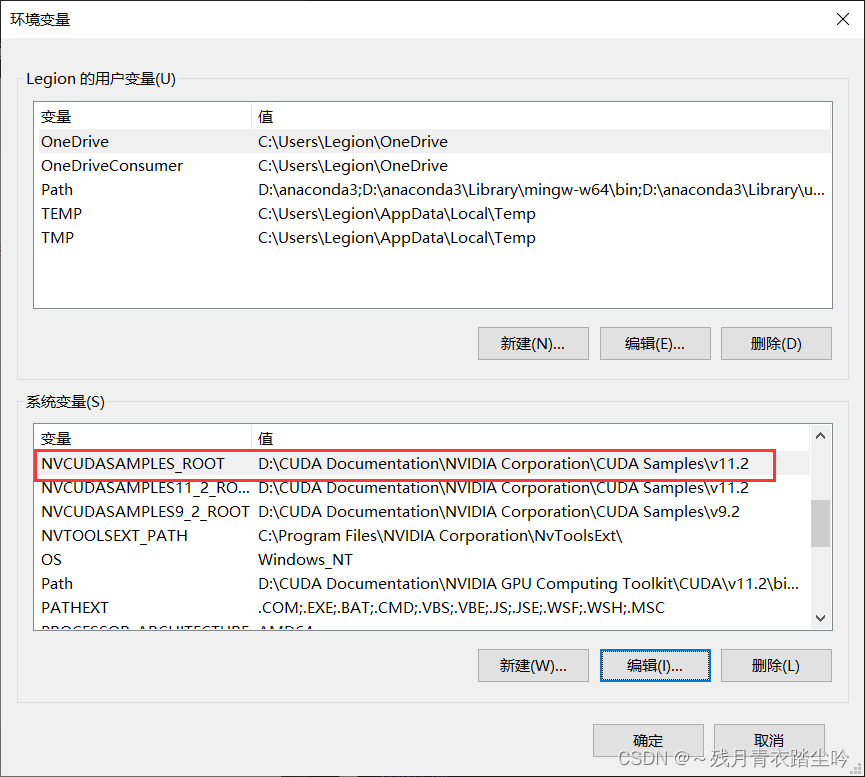 环境变量
Legion 的用户变量(U)
变量 值
OneDrive C:\Users\Legion\OneDrive
OneDriveConsumer C:\Users\Legion\OneDrive
Path D:\anaconda3;D:\anaconda3\Library\mingw-w64\bin;D:\anaconda3\Library\u...
TEMP C:\Users\Legion\AppData\Local\Temp
TMP C:\Users\Legion\AppData\Local\Temp
新建(N)... 编辑(E)... 删除(D)
系统变量(S)
变量 值
NVCUDASAMPLES_ROOT D:\CUDA Documentation\NVIDIA Corporation\CUDA Samples\v11.2
NVCUDASAMPLES11_2_RO... D:\CUDA Documentation\NVIDIA Corporation\CUDA Samples\v11.2
NVCUDASAMPLES9_2_ROOT D:\CUDA Documentation\NVIDIA Corporation\CUDA Samples\v9.2
NVTOOLSEXT_PATH C:\Program Files\NVIDIA Corporation\NvToolsExt\
OS Windows_NT
Path D:\CUDA Documentation\NVIDIA GPU Computing Toolkit\CUDA\v11.2\bi...
PATHEXT .COM;.EXE;.BAT;.CMD;.VBS;.VBE;.JS;.JSE;.WSF;.WSH;.MSC
PROCESSOR_ARCHITECTURE AMD64
新建(W)... 编辑(I)... 删除(L)
确定 取消
CSDN @~残月青衣踏尘吟